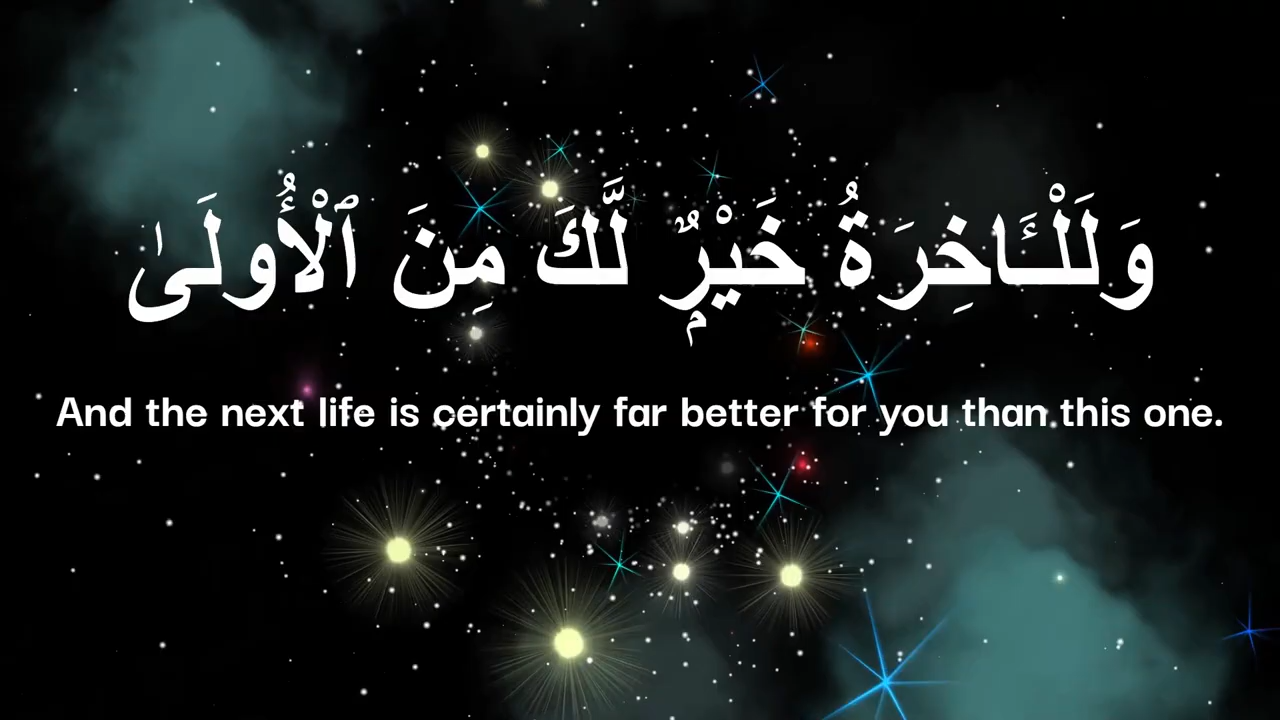 وَلَلْـَٔاخِرَةُ خَيْرٌۭ لَّكَ مِنَ ٱلْأُولَىٰ
And the next life is certainly far better for you than this one.